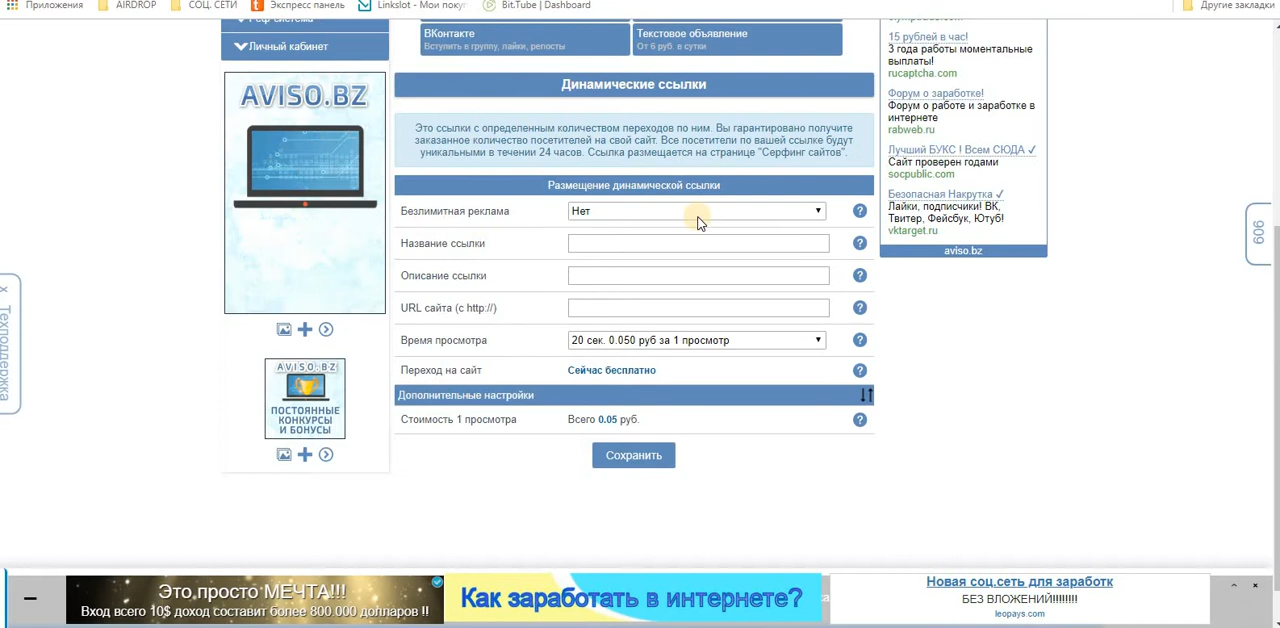 Приложения
AIRDROP
СОЦ. СЕТИ
Экспресс панель
Linkslot - Мои поку
Bit.Tube | Dashboard
Другие закладки
Личный кабинет
ВКонтакте
Вступить в группу, лайки, репосты
Текстовое объявление
От 6 руб. в сутки
AVISO.BZ
AVISO.BZ
ПОСТОЯННЫЕ
КОНКУРСЫ
И БОНУСЫ
Динамические ссылки
Это ссылки с определенным количеством переходов по ним. Вы гарантировано получите
заказанное количество посетителей на свой сайт. Все посетители по вашей ссылке будут
уникальными в течении 24 часов. Ссылка размещается на странице "Серфинг сайтов".
Размещение динамической ссылки
Безлимитная реклама
Нет
?
Название ссылки
?
Описание ссылки
?
URL сайта (с http://)
?
Время просмотра
20 сек. 0.050 руб за 1 просмотр
?
Переход на сайт
Сейчас бесплатно
?
Дополнительные настройки
Стоимость 1 просмотра
Всего 0.05 руб.
?
Сохранить
15 рублей в час!
3 года работы моментальные
выплаты!
rucaptcha.com
Форум о заработке!
Форум о работе и заработке в
интернете
rabweb.ru
Лучший БУКС ! Всем СЮДА ✓
Сайт проверен годами
socpublic.com
Безопасная Накрутка ✓
Лайки, подписчики! ВК,
Твитер, Фейсбук, Ютуб!
vktarget.ru
aviso.bz
909
x Техподдержка
Это просто МЕЧТА!!!
Вход всего 10$ доход составит более 800.000 долларов !!
Как заработать в интернете?
Новая соц.сеть для заработк
БЕЗ ВЛОЖЕНИЙ!!!!!!!!
leopays.com